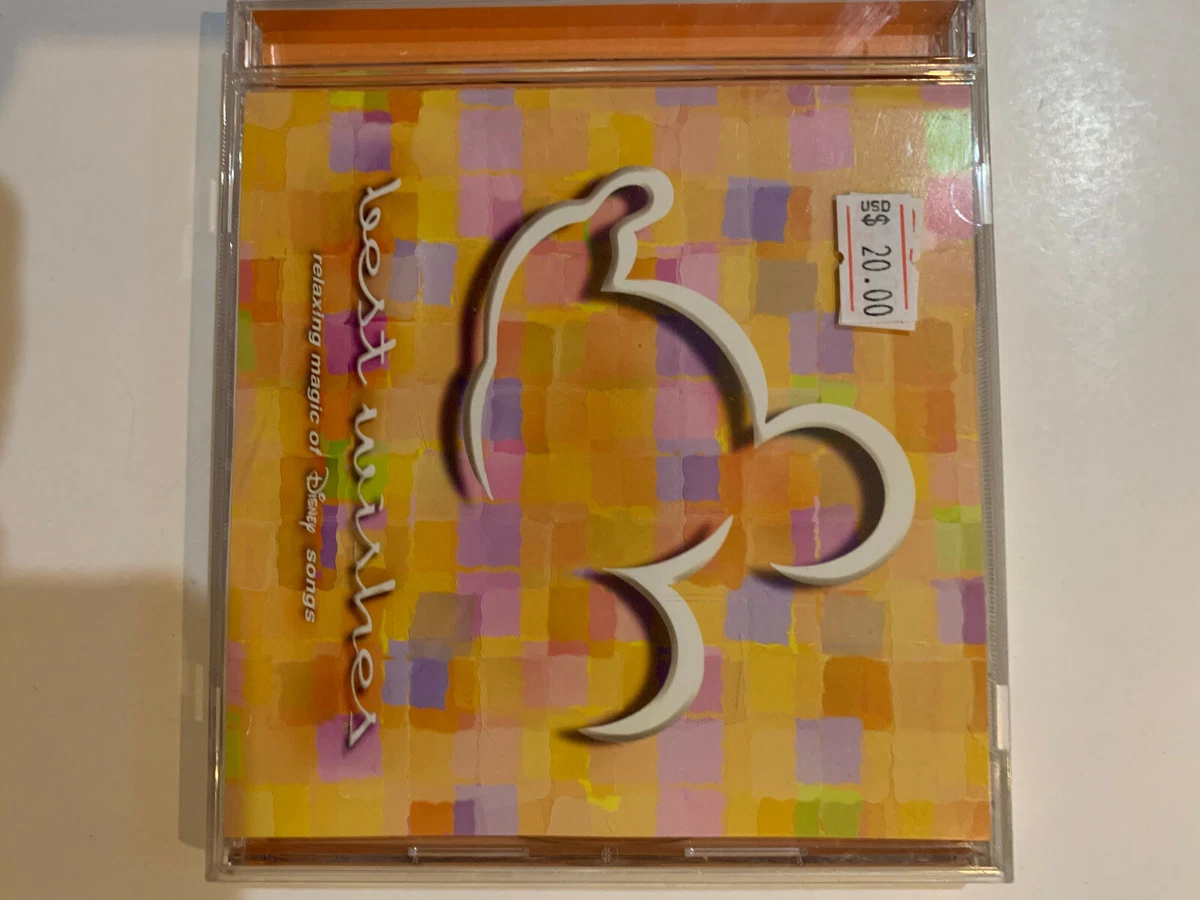 USD
$ 20.00
best wishes
relaxing magic of Disney songs